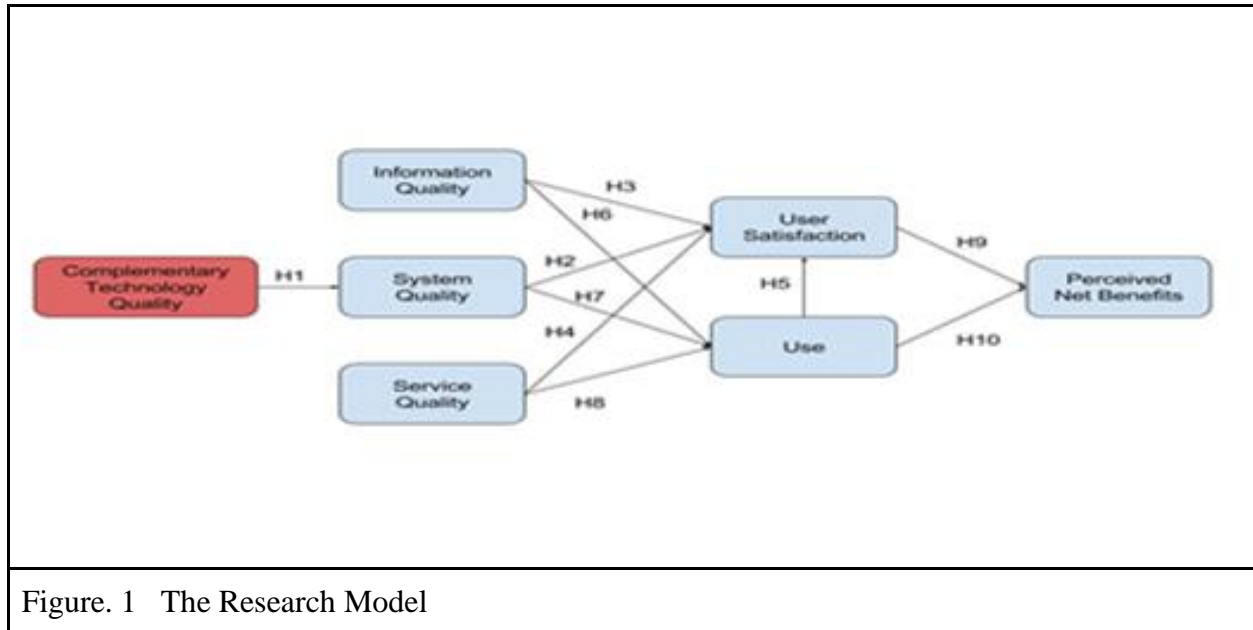 Information
Quality
H3
H6
User
Satisfaction
H9
Complementary
Technology
Quality
H1
System
Quality
H2
H7
H5
Perceived
Net Benefits
H4
Use
H10
Service
Quality
H8
Figure. 1 The Research Model